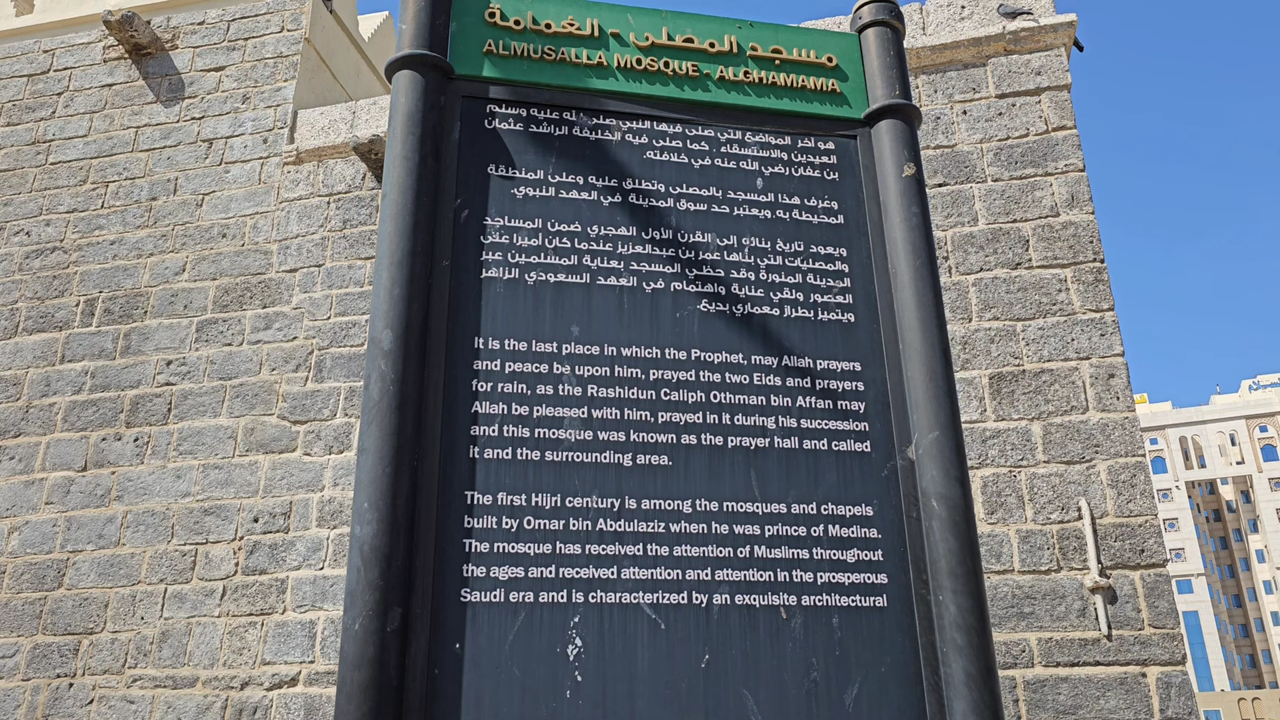 مسجد المصلى - الغمامة
ALMUSALLA MOSQUE - ALGHAMAMA
هو آخر المواضع التي صلى فيها النبي صلى الله عليه وسلم
العيدين والاستسقاء . كما صلى فيه الخليفة الراشد عثمان
بن عفان رضي الله عنه في خلافته.
وعُرف هذا المسجد بالمصلى وتطلق عليه وعلى المنطقة
المحيطة به.ويعتبر حد سوق المدينة في العهد النبوي.
ويعود تاريخ بنائه إلى القرن الأول الهجري ضمن المساجد
والمصليات التي بناها عمر بن عبدالعزيز عندما كان أميرا على
المدينة المنورة وقد حظي المسجد بعناية المسلمين عبر
العصور ولقي عناية واهتمام في العهد السعودي الزاهر
ويتميز بطراز معماري بديع.
It is the last place in which the Prophet, may Allah prayers
and peace be upon him, prayed the two Eids and prayers
for rain, as the Rashidun Caliph Othman bin Affan may
Allah be pleased with him, prayed in it during his succession
and this mosque was known as the prayer hall and called
it and the surrounding area.
The first Hijri century is among the mosques and chapels
built by Omar bin Abdulaziz when he was prince of Medina.
The mosque has received the attention of Muslims throughout
the ages and received attention and attention in the prosperous
Saudi era and is characterized by an exquisite architectural